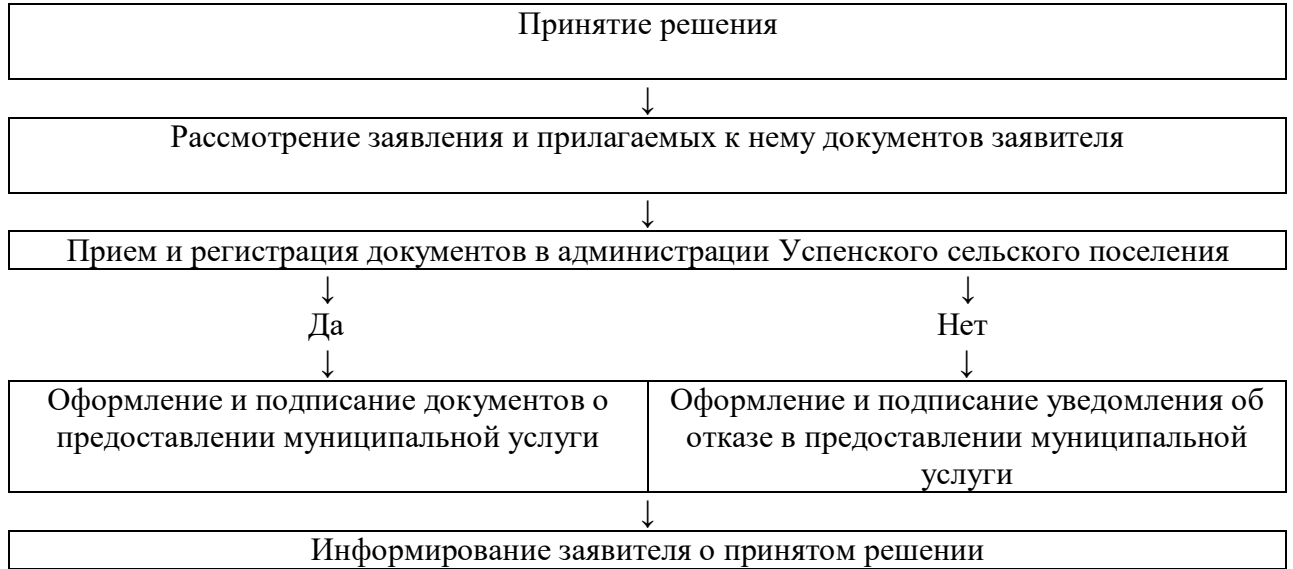 Принятие решения
↓
Рассмотрение заявления и прилагаемых к нему документов заявителя
↓
Прием и регистрация документов в администрации Успенского сельского поселения
↓ ↓
Да Нет
↓ ↓
Оформление и подписание документов о
предоставлении муниципальной услуги
Оформление и подписание уведомления об
отказе в предоставлении муниципальной
услуги
↓
Информирование заявителя о принятом решении